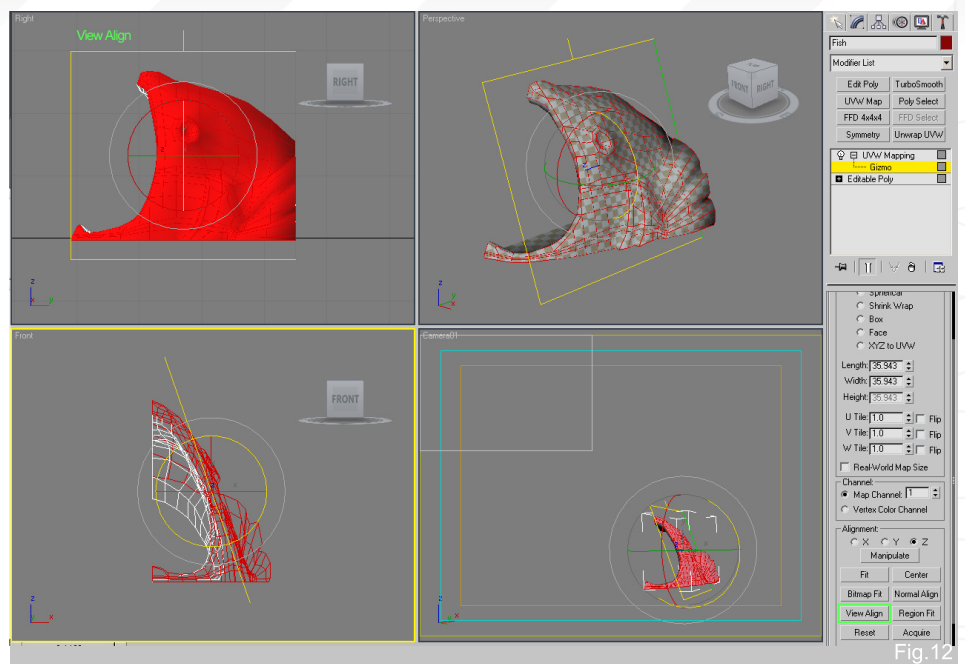 Right
View Align
RIGHT
z
x y
Perspective
FRONT RIGHT
z
y
x
Front
FRONT
z
x
Camera01
z
x
Fish
Modifier List
Edit Poly TurboSmooth
UVW Map Poly Select
FFD 4x4x4 FFD Select
Symmetry Unwrap UVW
UVW Mapping
Gizmo
Editable Poly
Spherical
Shrink Wrap
Box
Face
XYZ to UVW
Length: 35.943
Width: 35.943
Height: 35.943
U Tile: 1.0 Flip
V Tile: 1.0 Flip
W Tile: 1.0 Flip
Real-World Map Size
Channel:
Map Channel: 1
Vertex Color Channel
Alignment:
X Y Z
Manipulate
Fit Center
Bitmap Fit Normal Align
View Align Region Fit
Reset Acquire
Fig.12